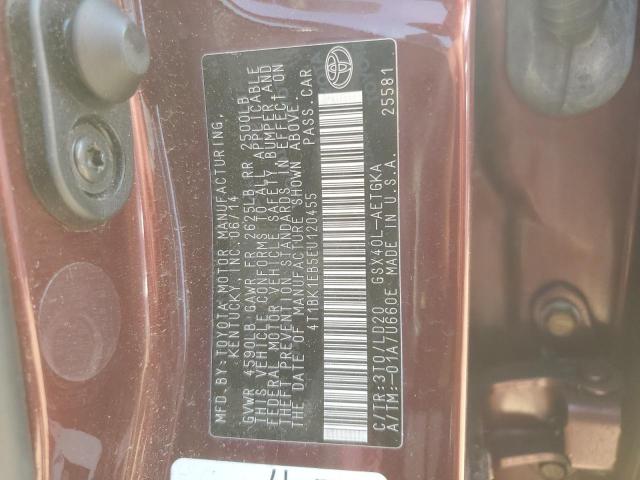 MFD. BY: TOYOTA MOTOR MANUFACTURING,
KENTUCKY, INC. 06/14
GVWR 4590LB GAWR FR 2625LB RR 2500LB
THIS VEHICLE CONFORMS TO ALL APPLICABLE
FEDERAL MOTOR VEHICLE SAFETY, BUMPER AND
THEFT PREVENTION STANDARDS IN EFFECT ON
THE DATE OF MANUFACTURE SHOWN ABOVE.
4T1BK1EB5EU120455 PASS. CAR
C/TR:3T0/LD20 GSV40L-AETGKA
A/TM:-01A/U660E MADE IN U.S.A. 25581